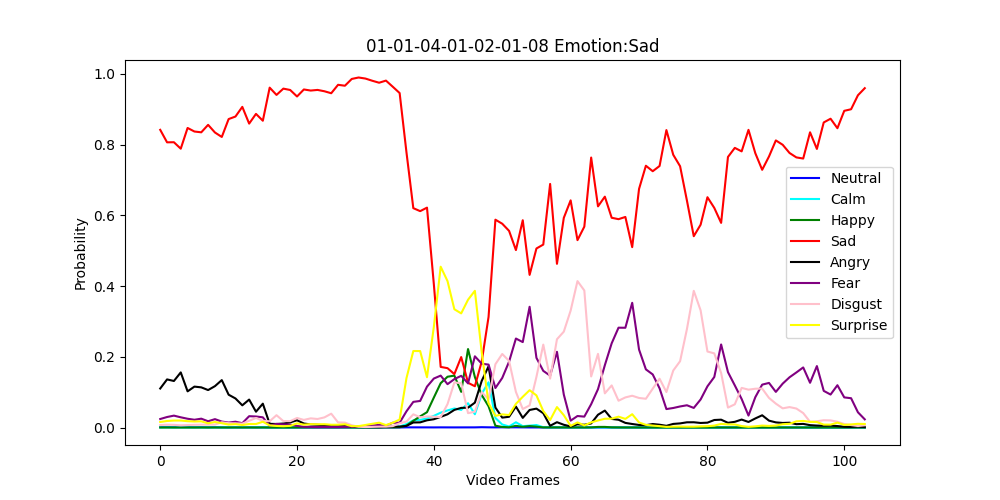 01-01-04-01-02-01-08 Emotion:Sad
Probability
1.0
0.8
0.6
0.4
0.2
0.0
Neutral
Calm
Happy
Sad
Angry
Fear
Disgust
Surprise
0 20 40 60 80 100
Video Frames